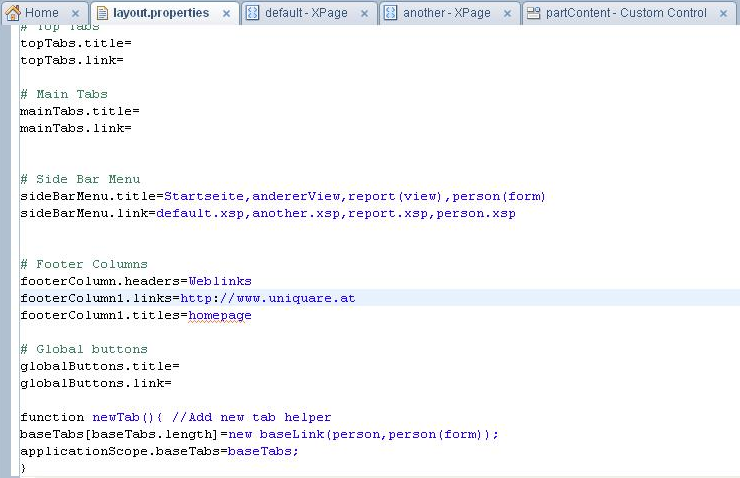 Home
layout.properties
default - XPage
another - XPage
partContent - Custom Control
# Top Tabs
topTabs.title=
topTabs.link=
# Main Tabs
mainTabs.title=
mainTabs.link=
# Side Bar Menu
sideBarMenu.title=Startseite,andererView,report(view),person(form)
sideBarMenu.link=default.xsp,another.xsp,report.xsp,person.xsp
# Footer Columns
footerColumn.headers=Weblinks
footerColumn1.links=http://www.uniquare.at
footerColumn1.titles=homepage
# Global buttons
globalButtons.title=
globalButtons.link=
function newTab(){ //Add new tab helper
baseTabs[baseTabs.length]=new baseLink(person,person(form));
applicationScope.baseTabs=baseTabs;
}